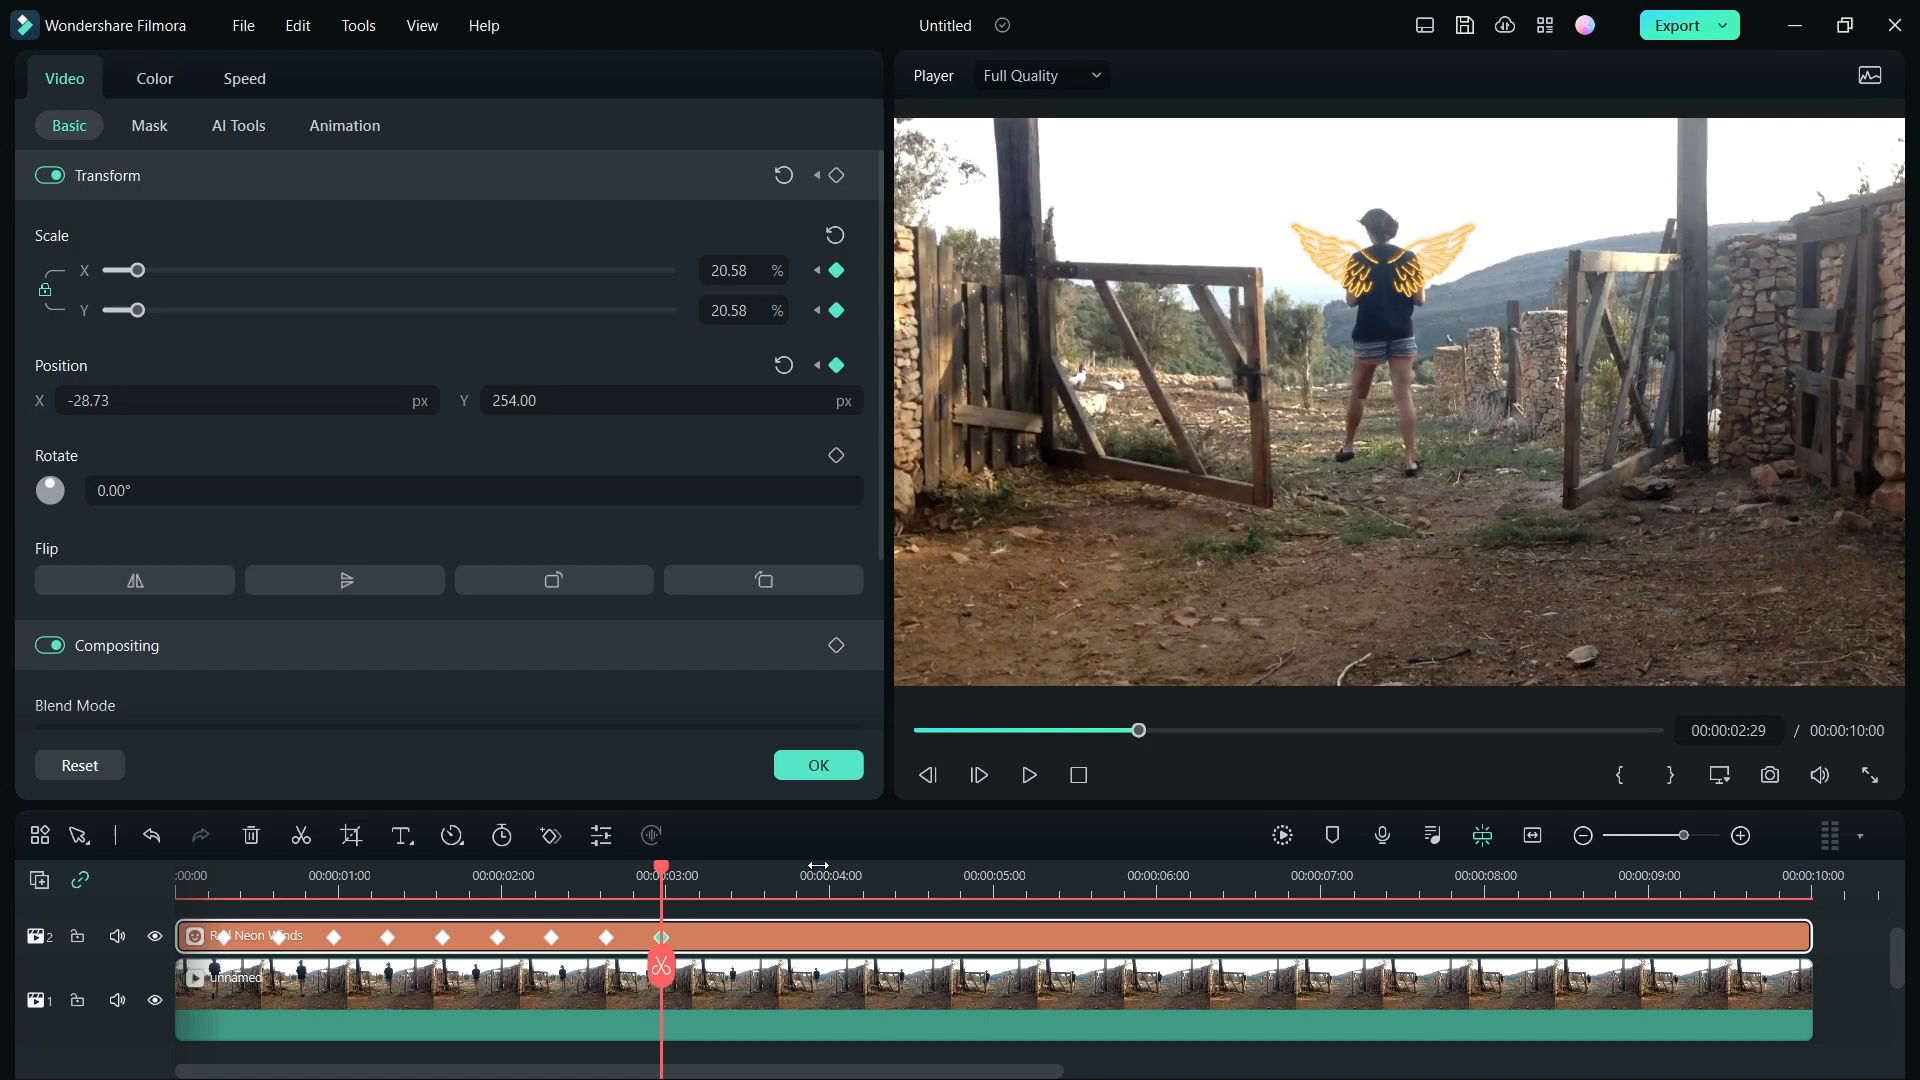 Wondershare Filmora File Edit Tools View Help Untitled Export
Video Color Speed
Player Full Quality
Basic Mask AI Tools Animation
Transform
Scale
X 20.58 %
Y 20.58 %
Position
X -28.73 px Y 254.00 px
Rotate
0.00°
Flip
Compositing
Blend Mode
00:00:02:29 / 00:00:10:00
Reset OK
:00:00 00:00:01:00 00:00:02:00 00:00:03:00 00:00:04:00 00:00:05:00 00:00:06:00 00:00:07:00 00:00:08:00 00:00:09:00 00:00:10:00
2 Neon
1 unnamed